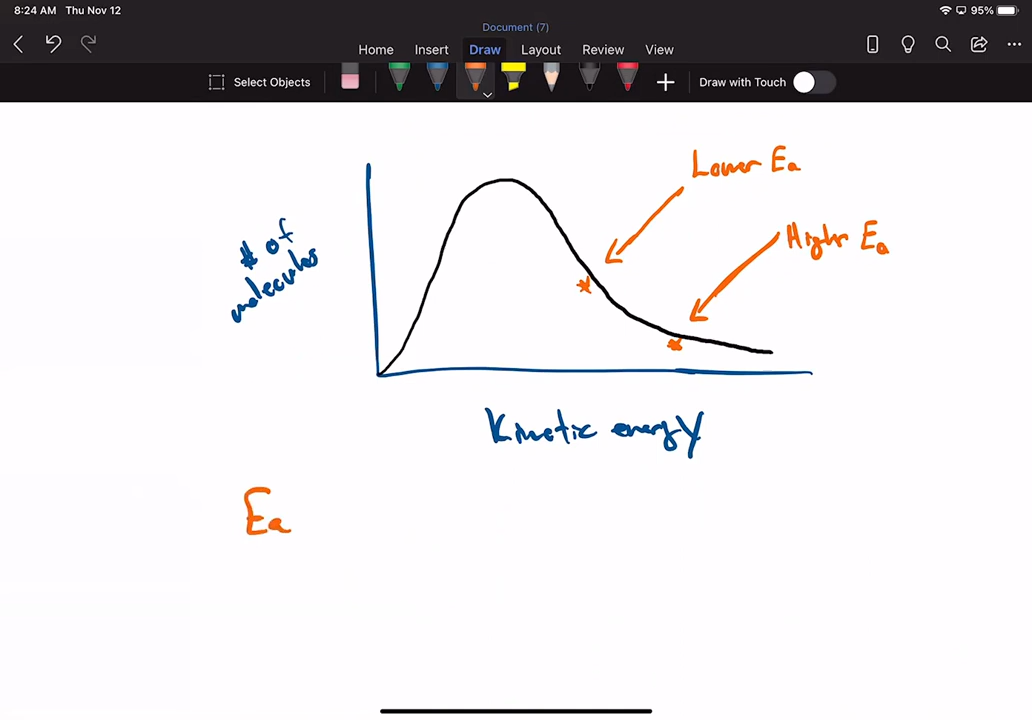 8:24 AM Thu Nov 12
95%
Document (7)
Home Insert Draw Layout Review View
Select Objects
Draw with Touch
Lower Ea
Higher Ea
# of
molecules
Kinetic energy
Ea